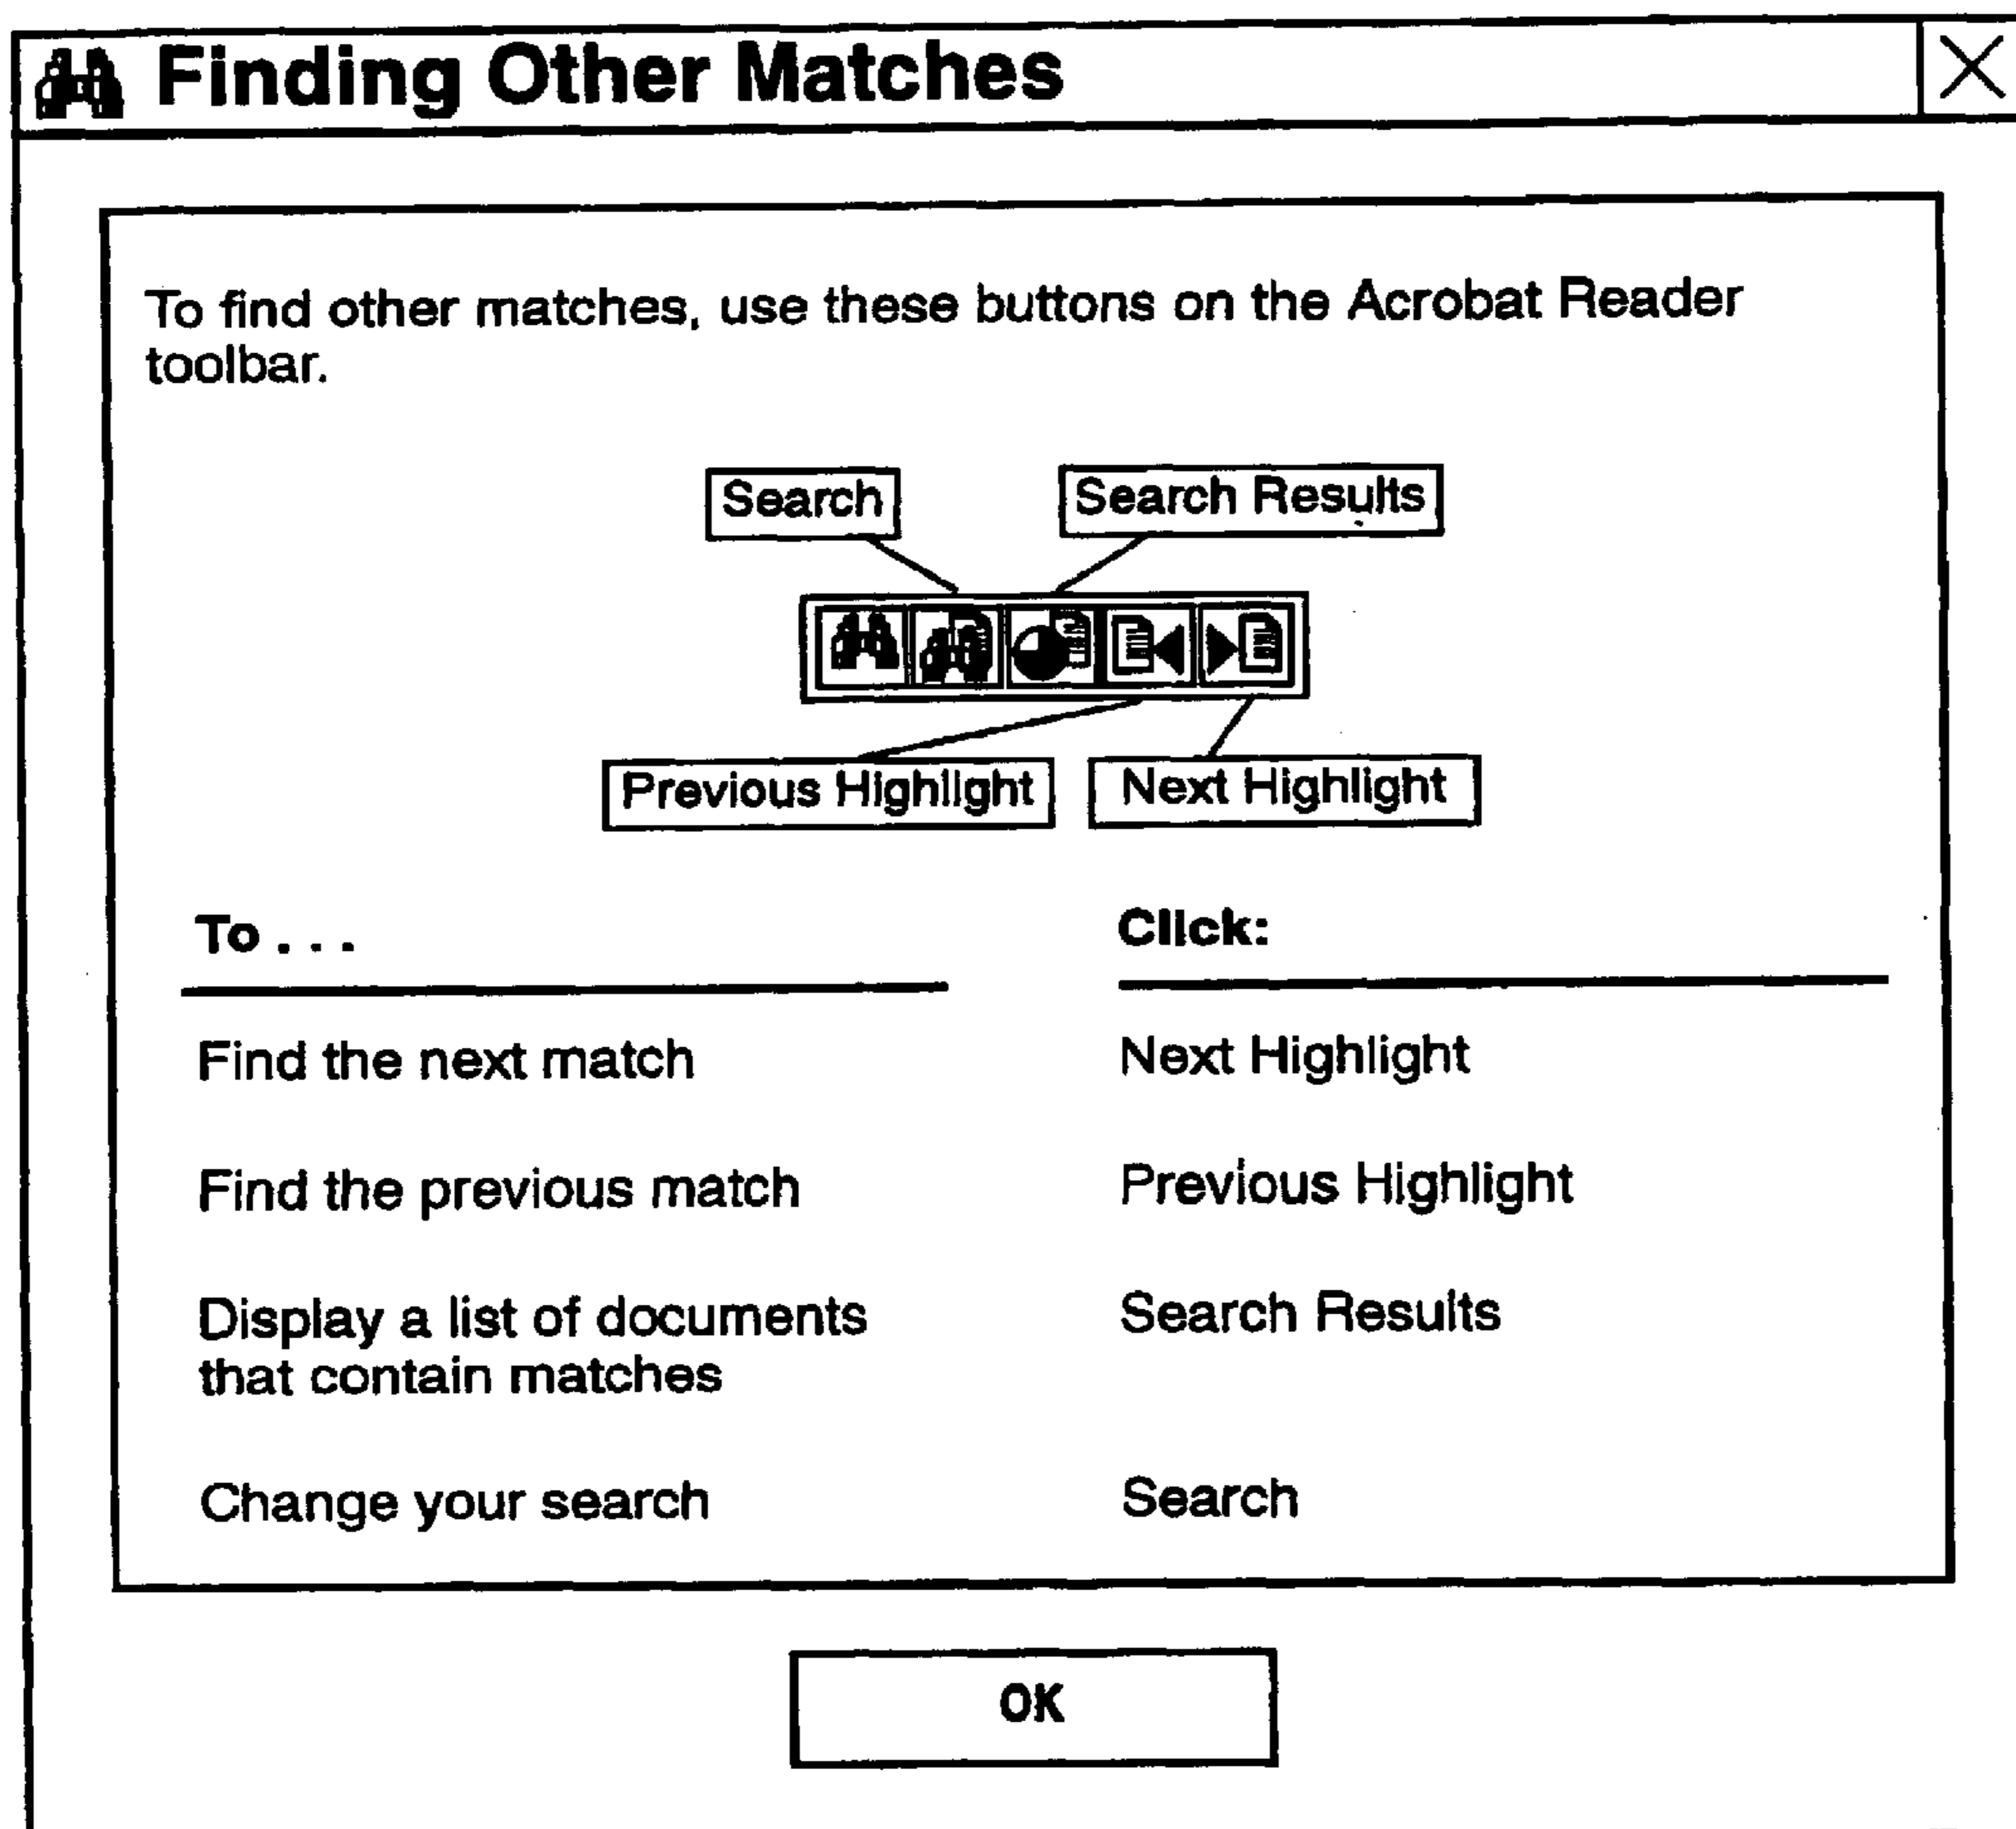 Finding Other Matches
To find other matches, use these buttons on the Acrobat Reader
toolbar.
Search Search Results
Previous Highlight Next Highlight
To . . . Click:
Find the next match Next Highlight
Find the previous match Previous Highlight
Display a list of documents Search Results
that contain matches
Change your search Search
OK